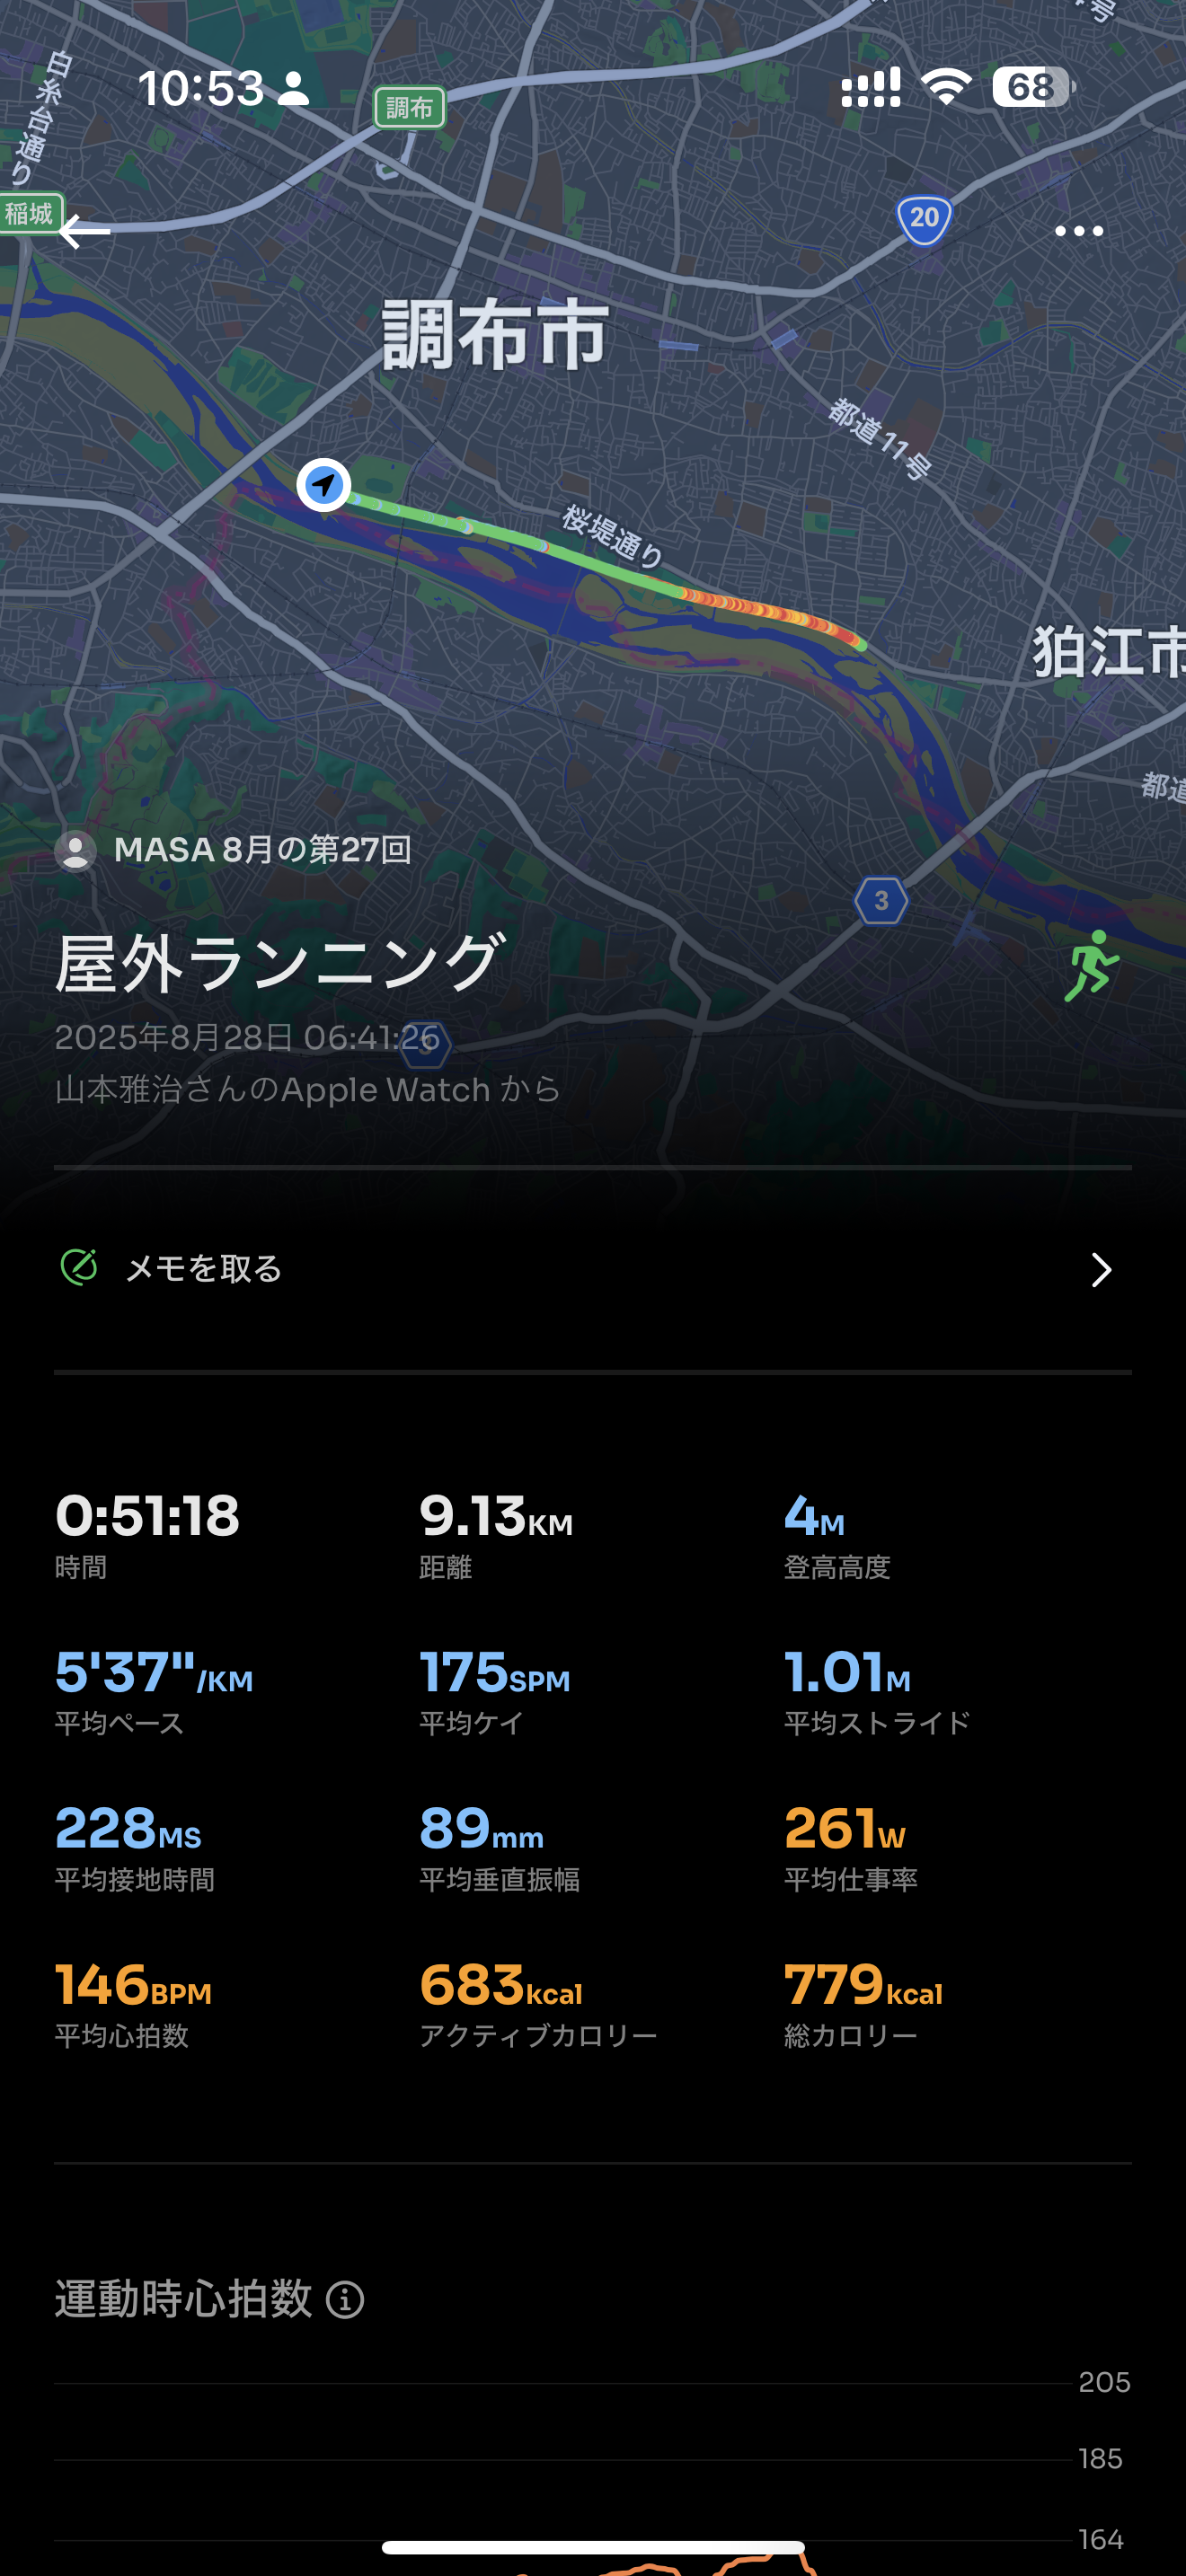 号
白糸台通り
10:53
68
調布
稲城
20
調布市
都道 11号
桜堤通り
狛江市
都道
MASA 8月の第27回
3
屋外ランニング
2025年8月28日 06:41:26
山本雅治さんのApple Watch から
メモを取る
0:51:18 9.13KM 4M
時間 距離 登高高度
5'37"/KM 175SPM 1.01M
平均ペース 平均ケイ 平均ストライド
228MS 89mm 261W
平均接地時間 平均垂直振幅 平均仕事率
146BPM 683kcal 779kcal
平均心拍数 アクティブカロリー 総カロリー
運動時心拍数
205
185
164